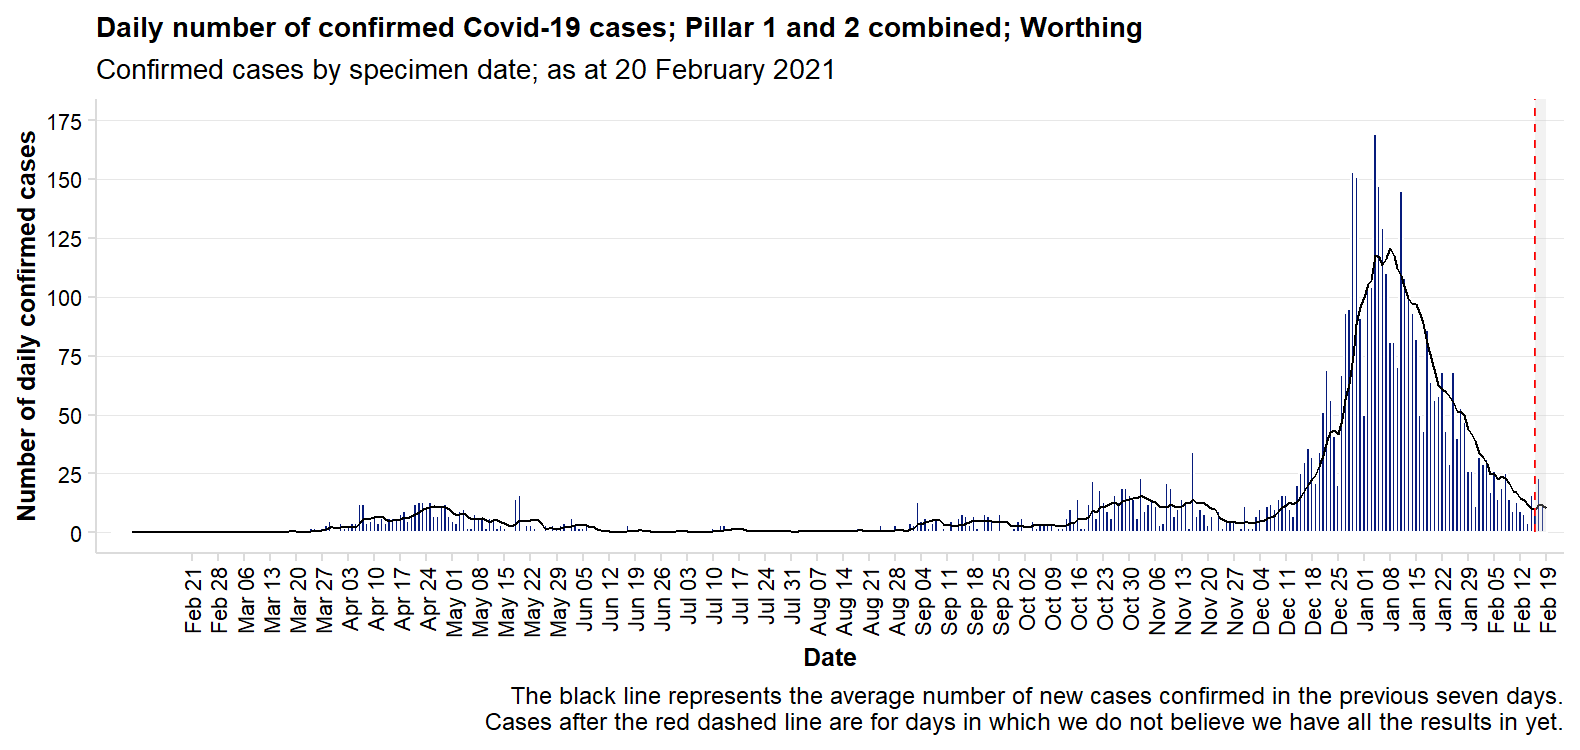 Daily number of confirmed Covid-19 cases; Pillar 1 and 2 combined; Worthing
Confirmed cases by specimen date; as at 20 February 2021
Number of daily confirmed cases
175
150
125
100
75
50
25
0
Feb 21
Feb 28
Mar 06
Mar 13
Mar 20
Mar 27
Apr 03
Apr 10
Apr 17
Apr 24
May 01
May 08
May 15
May 22
May 29
Jun 05
Jun 12
Jun 19
Jun 26
Jul 03
Jul 10
Jul 17
Jul 24
Jul 31
Aug 07
Aug 14
Aug 21
Aug 28
Sep 04
Sep 11
Sep 18
Sep 25
Oct 02
Oct 09
Oct 16
Oct 23
Oct 30
Nov 06
Nov 13
Nov 20
Nov 27
Dec 04
Dec 11
Dec 18
Dec 25
Jan 01
Jan 08
Jan 15
Jan 22
Jan 29
Feb 05
Feb 12
Feb 19
Date
The black line represents the average number of new cases confirmed in the previous seven days.
Cases after the red dashed line are for days in which we do not believe we have all the results in yet.